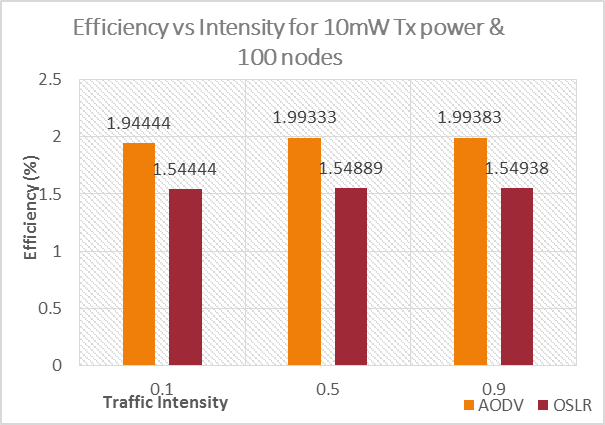 Efficiency vs Intensity for 10mW Tx power &
100 nodes
2.5
2
1.5
1
0.5
0
Efficiency (%)
1.94444
1.54444
1.99333
1.54889
1.99383
1.54938
0.1
0.5
0.9
Traffic Intensity
AODV
OSLR